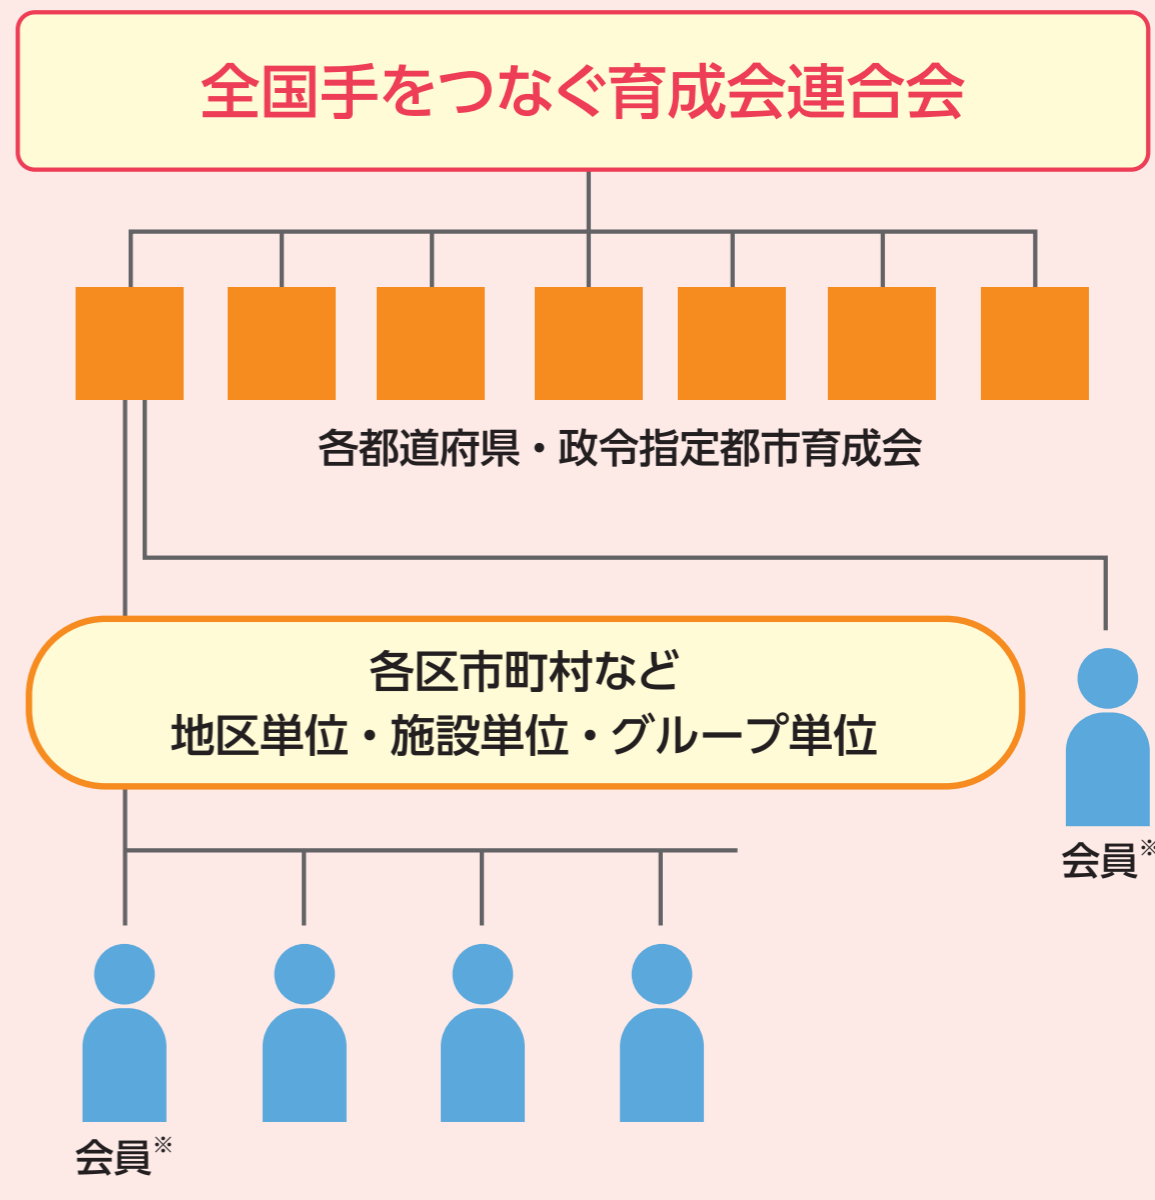 全国手をつなぐ育成会連合会
各都道府県・政令指定都市育成会
各区市町村など
地区単位・施設単位・グループ単位
会員※
会員※